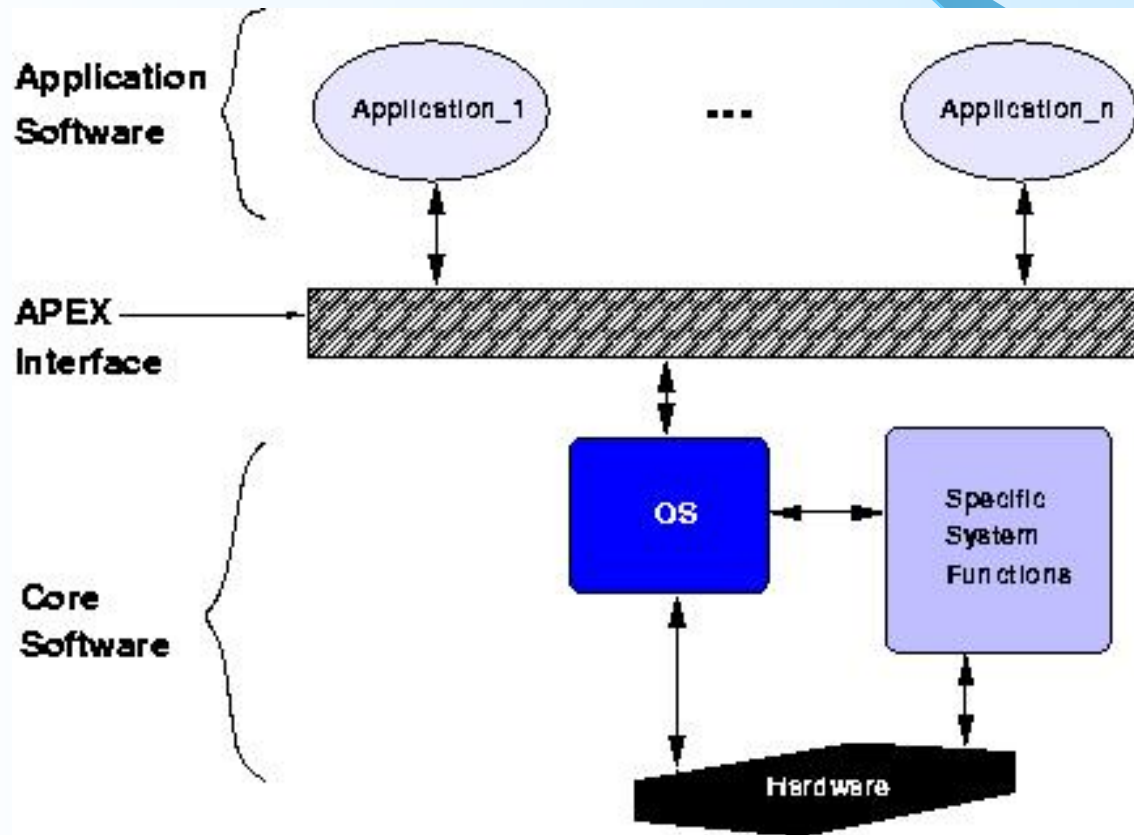 Application
Software
Application_1
...
Application_n
APEX
Interface
OS
Specific
System
Functions
Core
Software
Hardware